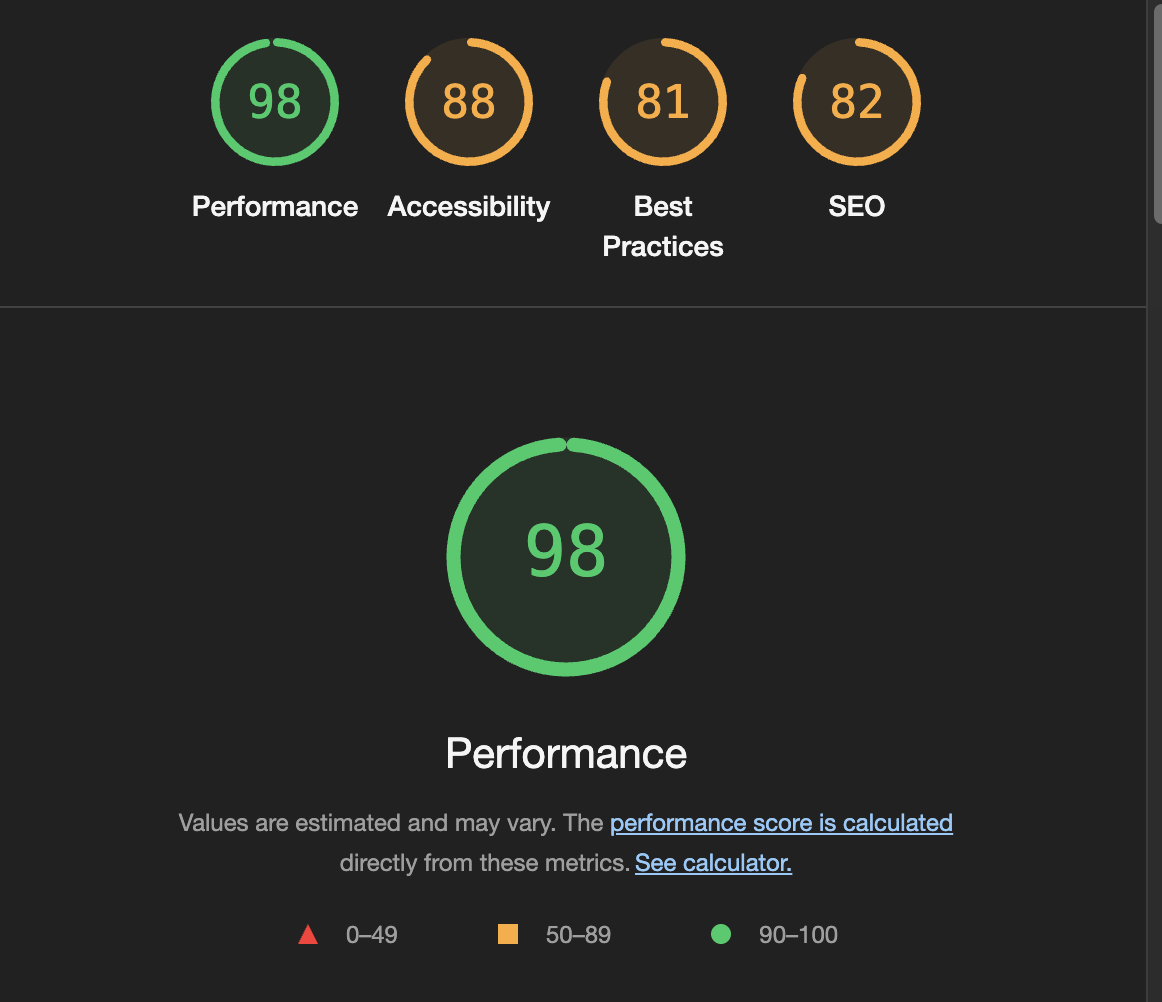 98 88 81 82
Performance Accessibility Best Practices SEO
98
Performance
Values are estimated and may vary. The performance score is calculated
directly from these metrics. See calculator.
0–49 50–89 90–100